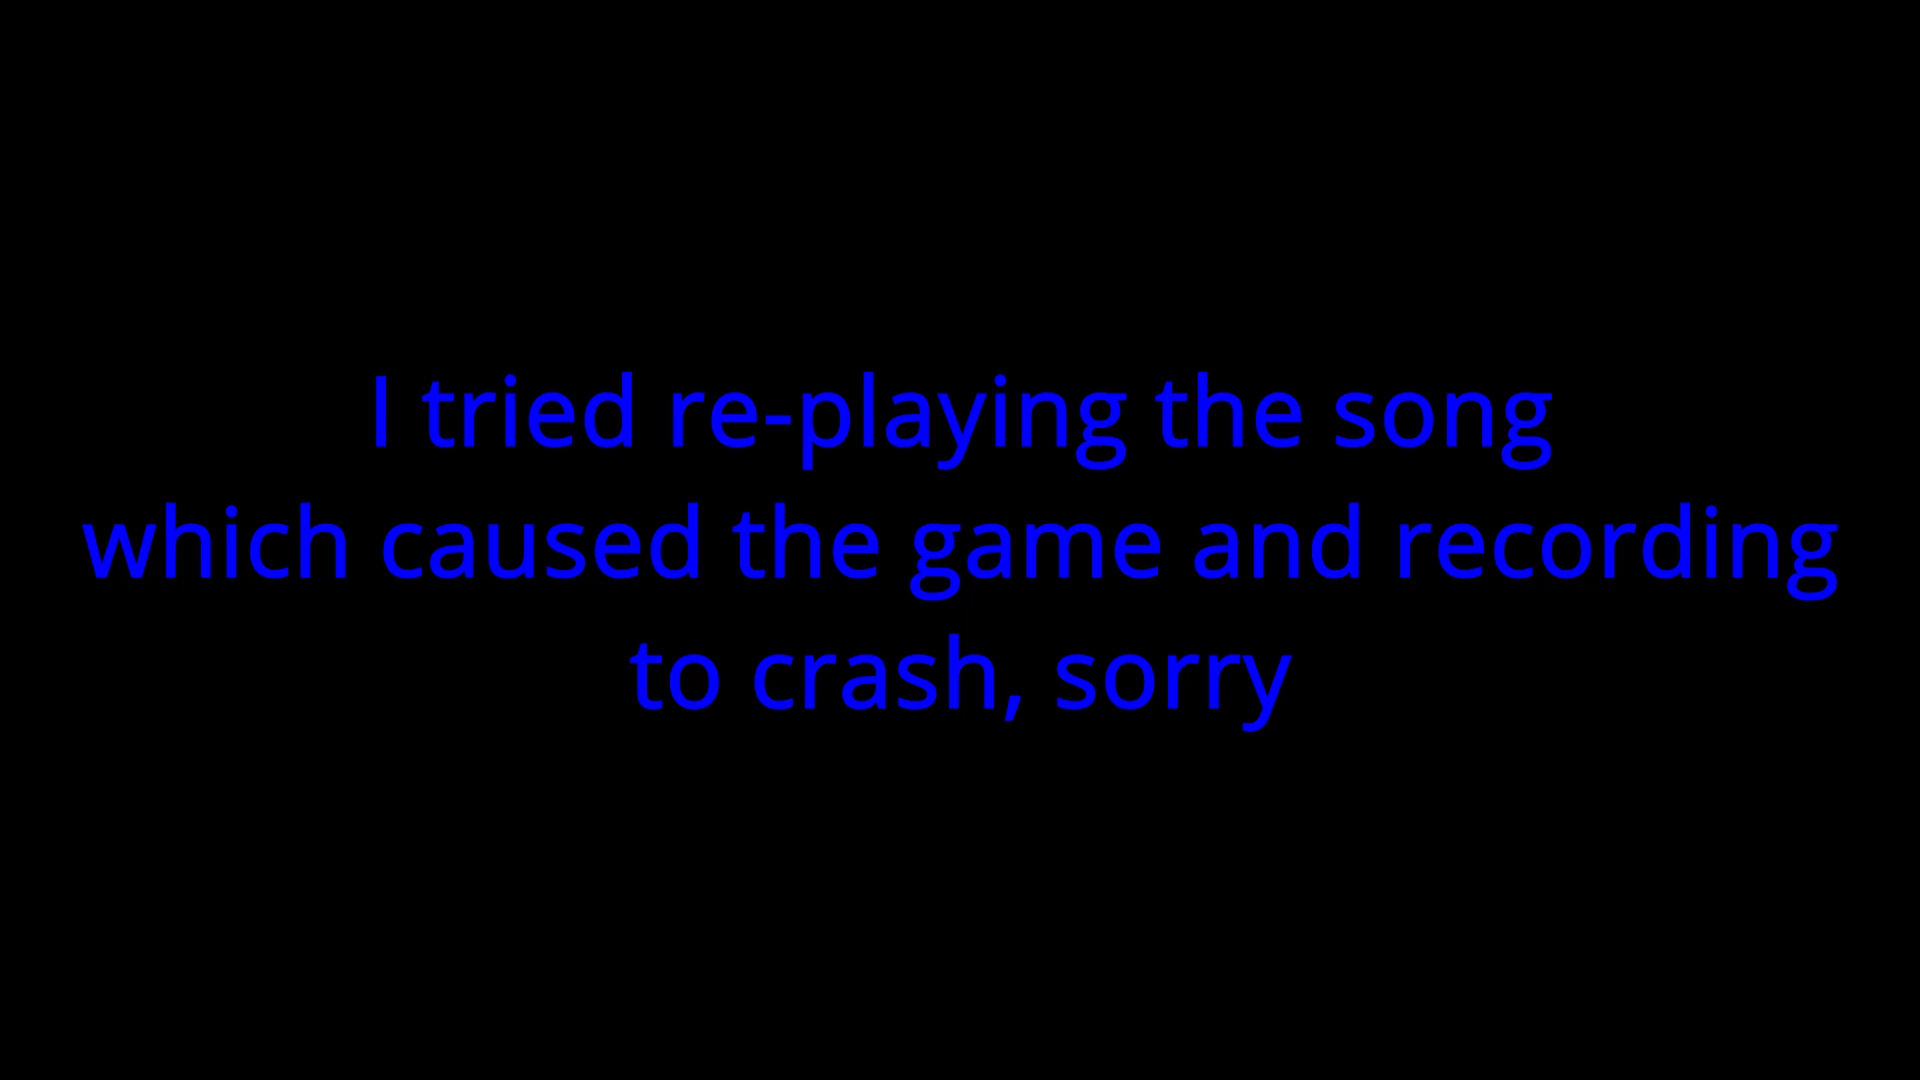 I tried re-playing the song
which caused the game and recording
to crash, sorry